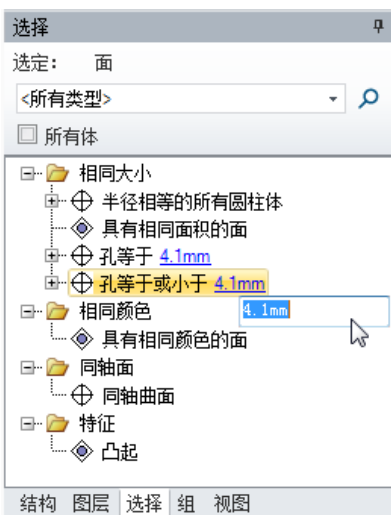 选择
选定： 面
<所有类型>
所有体
相同大小
半径相等的所有圆柱体
具有相同面积的面
孔等于 4.1mm
孔等于或小于 4.1mm
相同颜色
4.1mm
具有相同颜色的面
同轴面
同轴曲面
特征
凸起
结构 图层 选择 组 视图